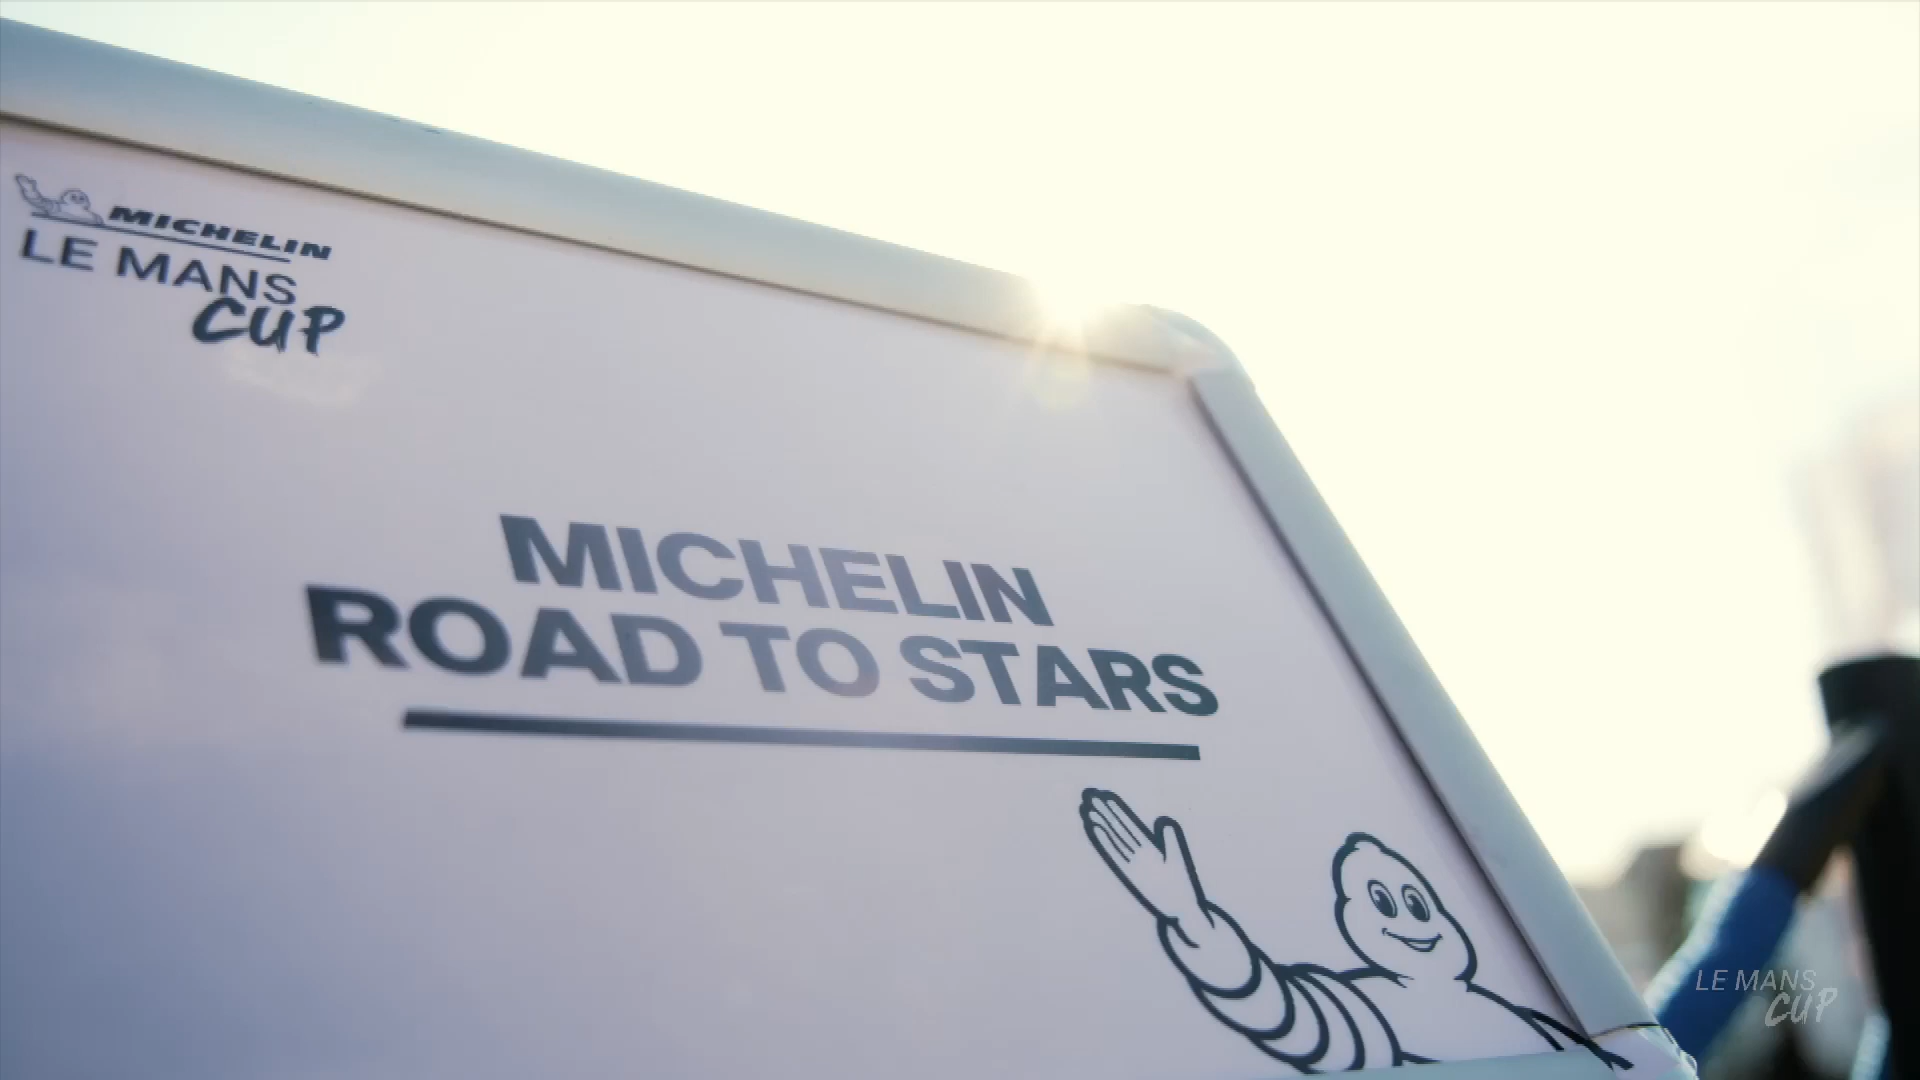 MICHELIN
LE MANS
CUP
MICHELIN
ROAD TO STARS
LE MANS
CUP